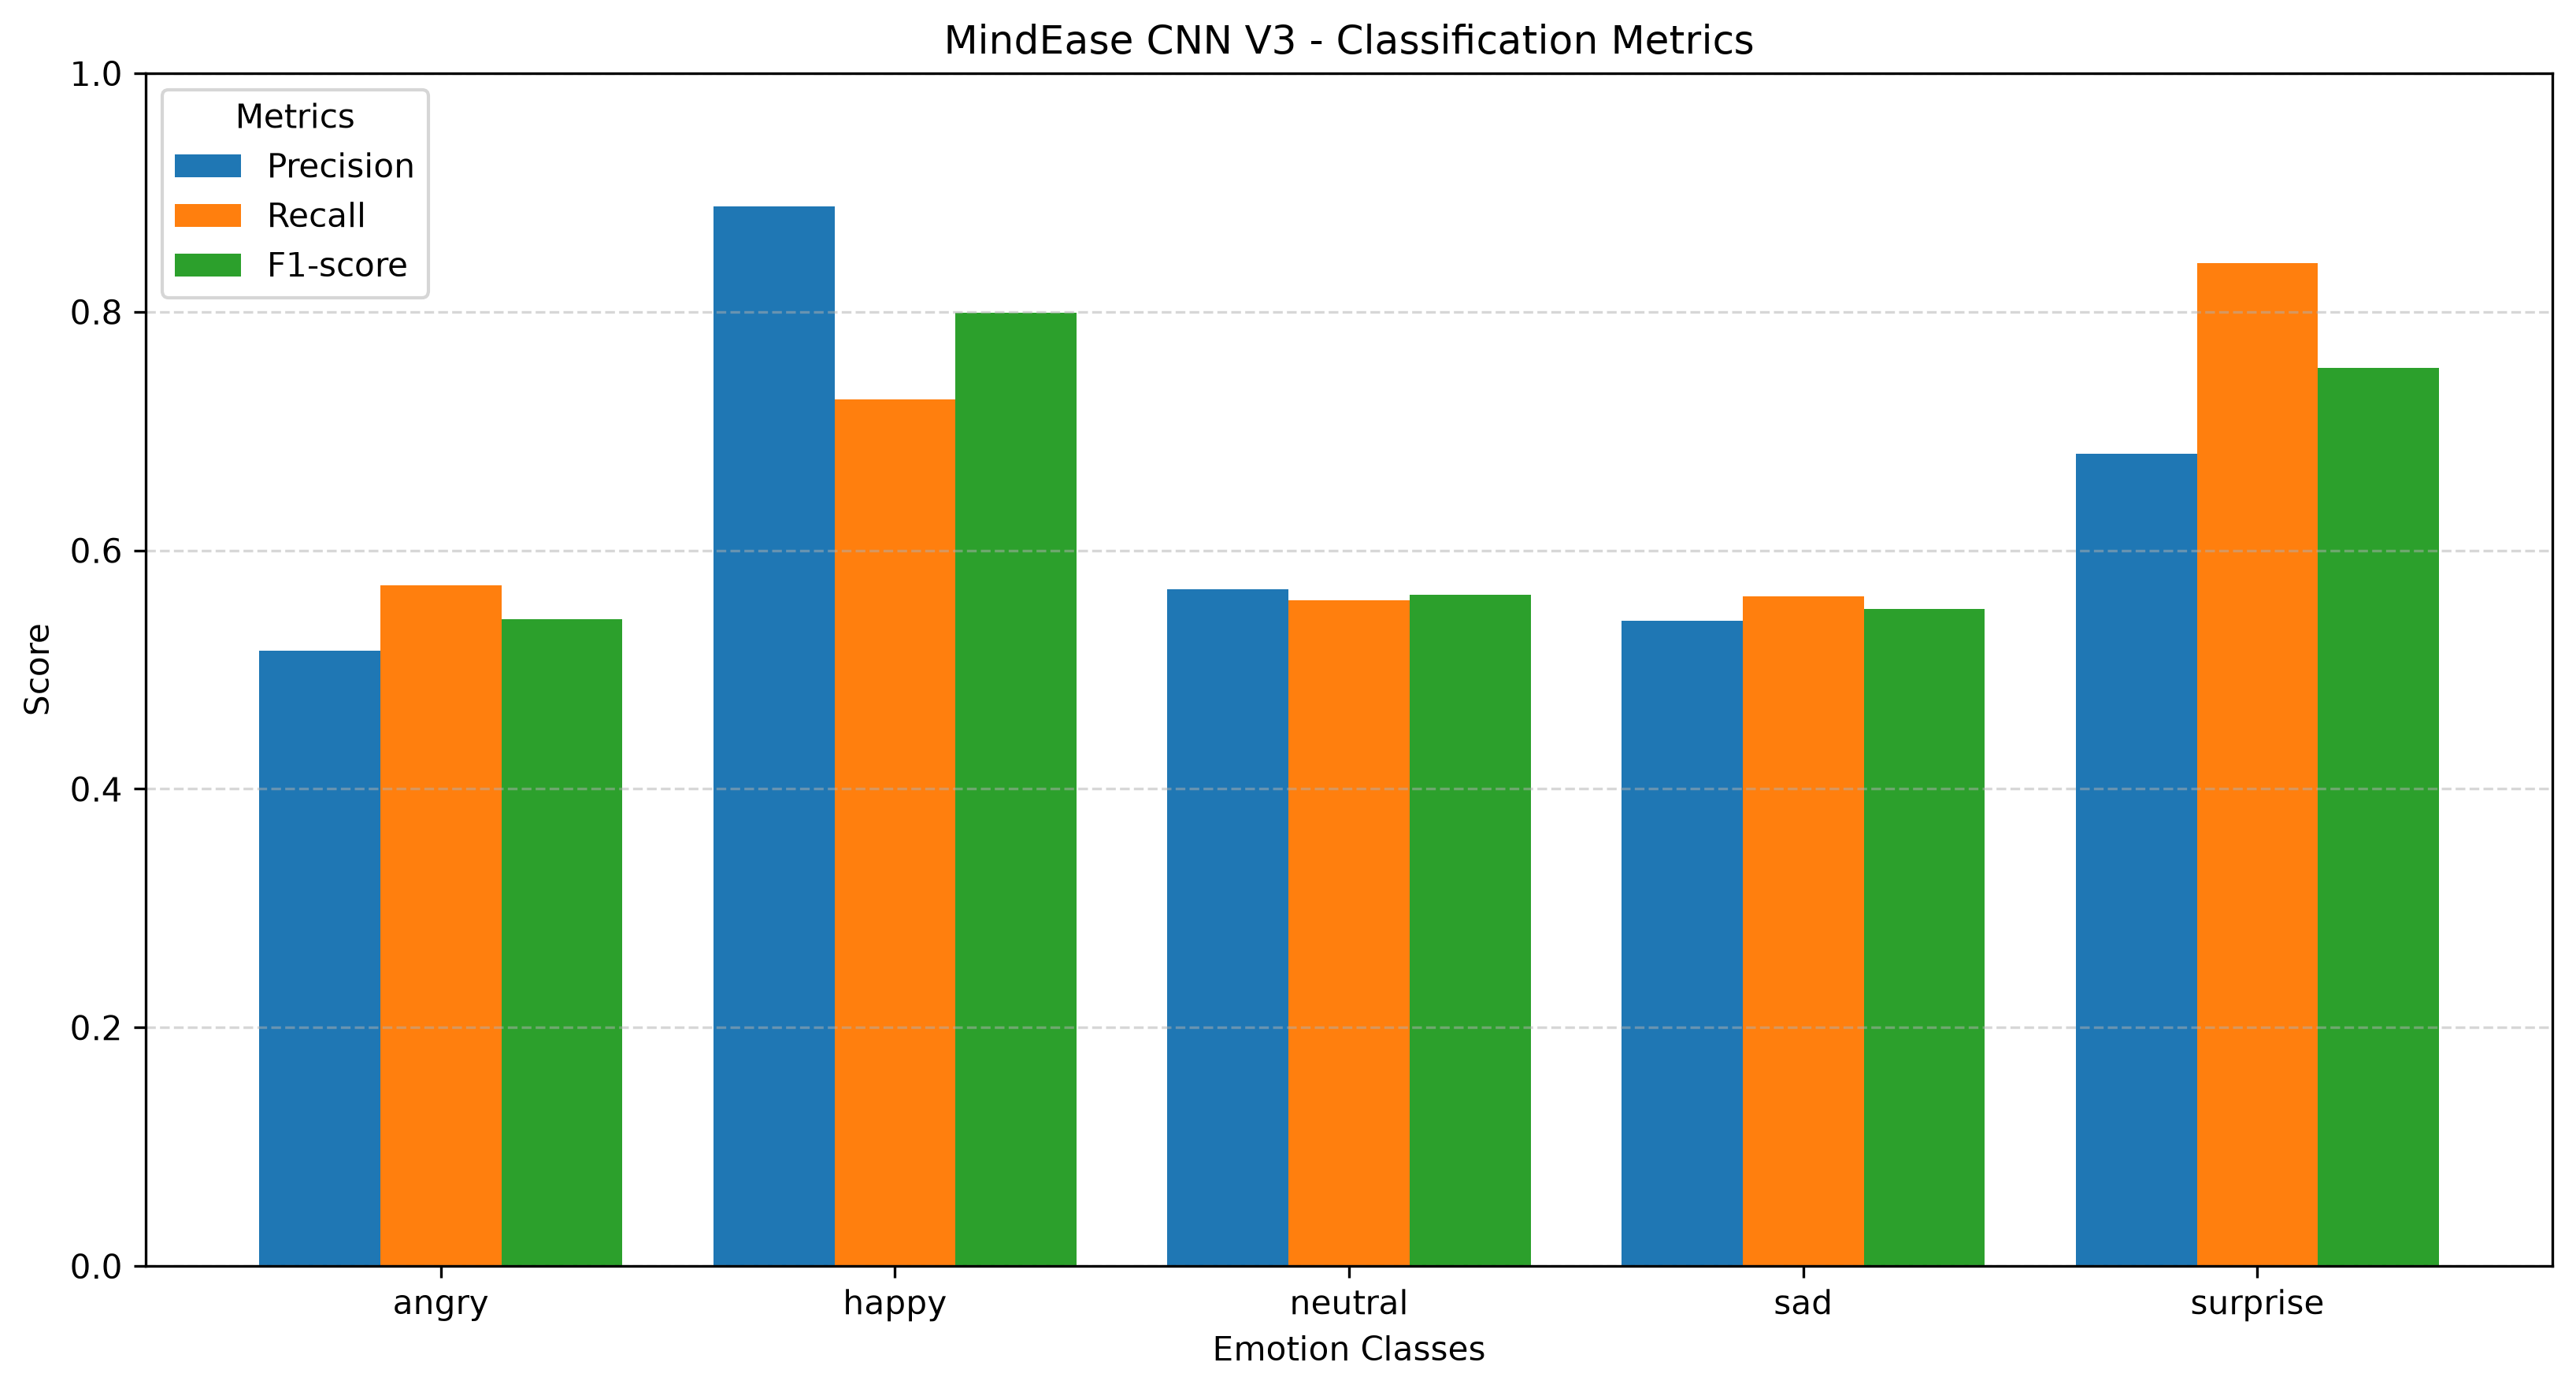 MindEase CNN V3 - Classification Metrics
1.0
0.8
0.6
0.4
0.2
0.0
Score
Metrics
Precision
Recall
F1-score
angry
happy
neutral
sad
surprise
Emotion Classes